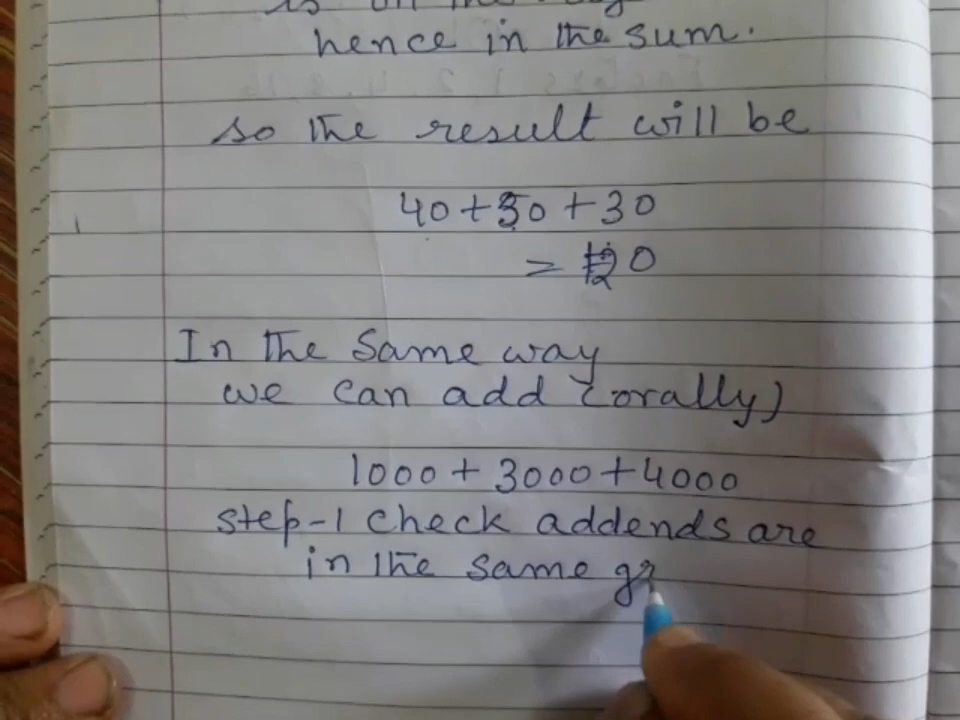 hence in the sum.
so the result will be
40+50+30
= 120
In the same way
we can add (orally)
1000 + 3000 + 4000
step-1 check addends are
in the same